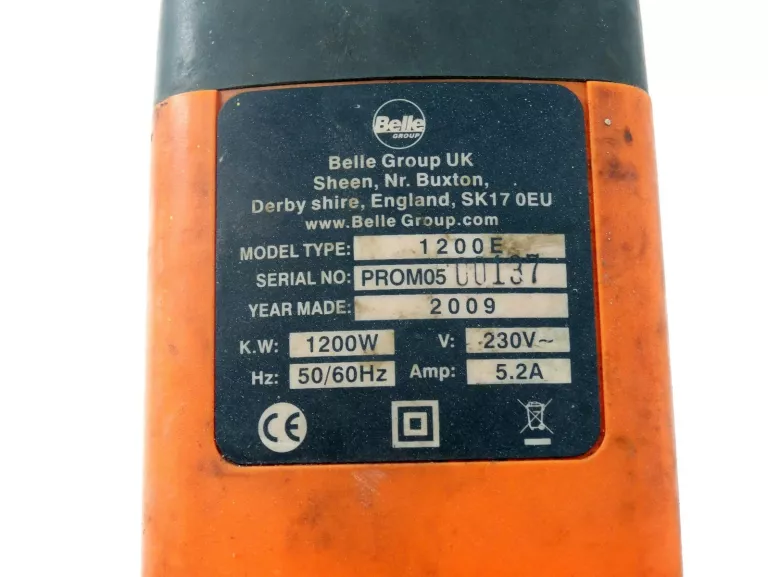 Belle
GROUP
Belle Group UK
Sheen, Nr. Buxton,
Derby shire, England, SK17 0EU
www.Belle Group.com
MODEL TYPE: 1200E
SERIAL NO: PROM05 00137
YEAR MADE: 2009
K.W: 1200W V: 230V~
Hz: 50/60Hz Amp: 5.2A
CE